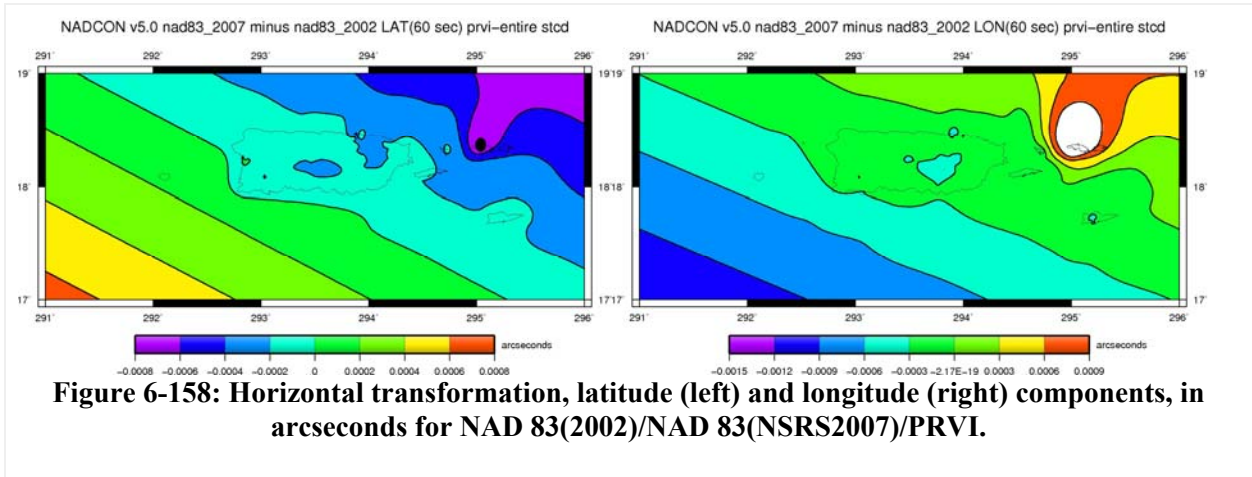 NADCON v5.0 nad83_2007 minus nad83_2002 LAT(60 sec) prvi-entire stcd
291˚ 292˚ 293˚ 294˚ 295˚ 296˚
19˚ 19˚
18˚ 18˚
17˚ 17˚
291˚ 292˚ 293˚ 294˚ 295˚ 296˚
arcseconds
-0.0008 -0.0006 -0.0004 -0.0002 0 0.0002 0.0004 0.0006 0.0008
NADCON v5.0 nad83_2007 minus nad83_2002 LON(60 sec) prvi-entire stcd
291˚ 292˚ 293˚ 294˚ 295˚ 296˚
19˚ 19˚
18˚ 18˚
17˚ 17˚
291˚ 292˚ 293˚ 294˚ 295˚ 296˚
arcseconds
-0.0015 -0.0012 -0.0009 -0.0006 -0.0003 -2.17E-19 0.0003 0.0006 0.0009
Figure 6-158: Horizontal transformation, latitude (left) and longitude (right) components, in
arcseconds for NAD 83(2002)/NAD 83(NSRS2007)/PRVI.